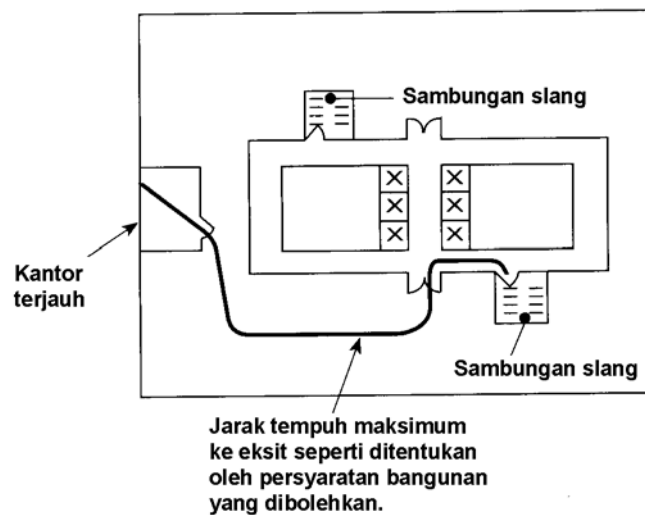 Sambungan slang
Kantor
terjauh
Sambungan slang
Jarak tempuh maksimum
ke eksit seperti ditentukan
oleh persyaratan bangunan
yang dibolehkan.